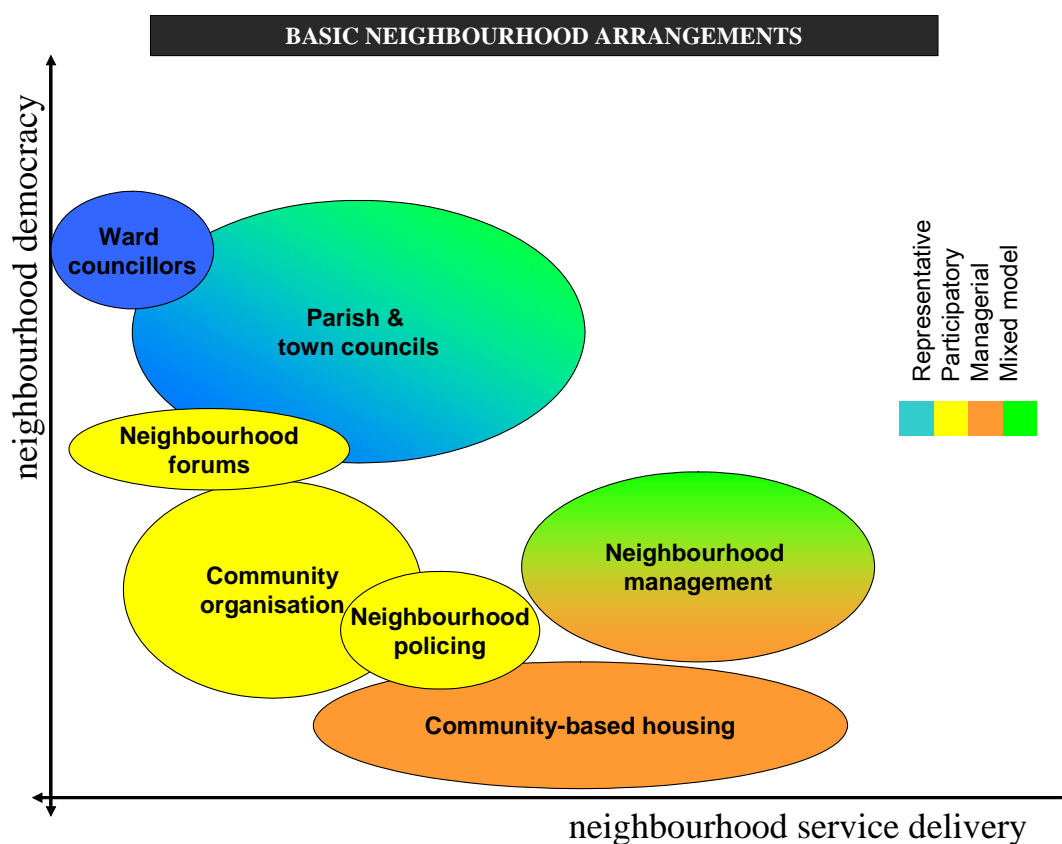 BASIC NEIGHBOURHOOD ARRANGEMENTS
neighbourhood democracy
Ward
councillors
Parish &
town councils
Neighbourhood
forums
Community
organisation
Neighbourhood
policing
Neighbourhood
management
Community-based housing
Representative
Participatory
Managerial
Mixed model
neighbourhood service delivery